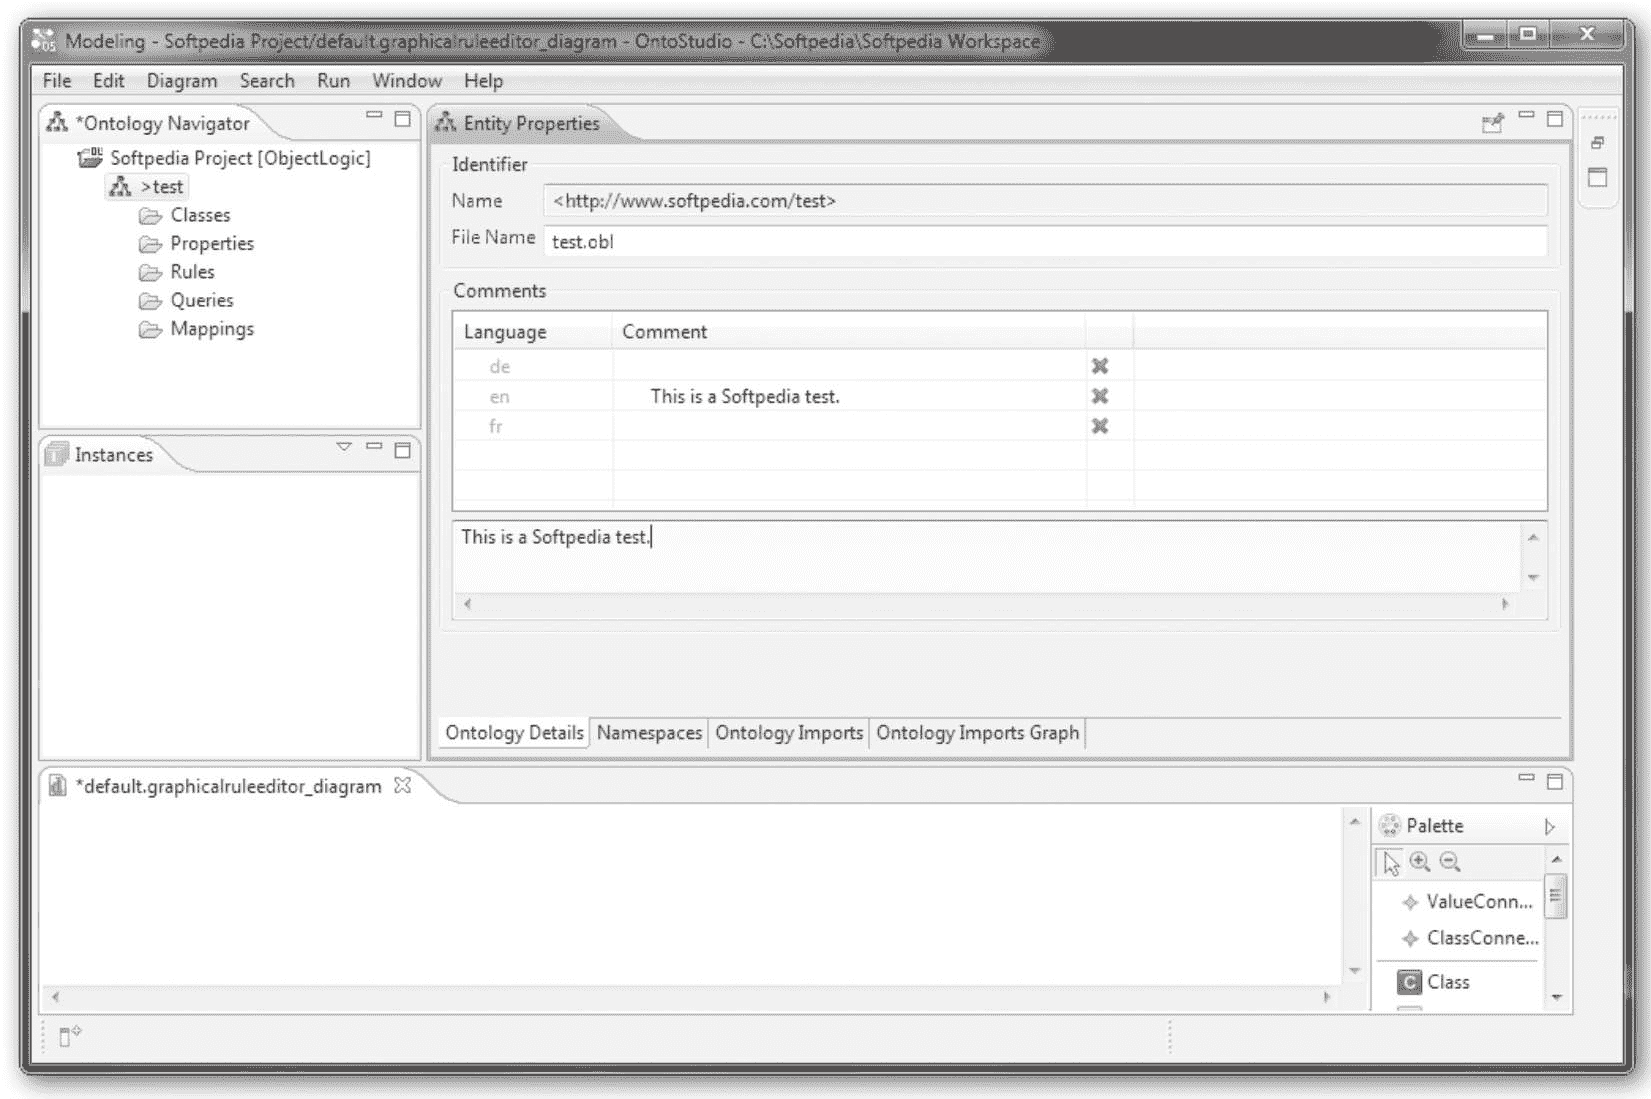 Modeling - Softpedia Project/default.graphicalruleeditor_diagram - OntoStudio - C:\Softpedia\Softpedia Workspace
File Edit Diagram Search Run Window Help
*Ontology Navigator
Softpedia Project [ObjectLogic]
>test
Classes
Properties
Rules
Queries
Mappings
Instances
Entity Properties
Identifier
Name <http://www.softpedia.com/test>
File Name test.obl
Comments
Language Comment
de
en This is a Softpedia test.
fr
This is a Softpedia test.
Ontology Details Namespaces Ontology Imports Ontology Imports Graph
*default.graphicalruleeditor_diagram
Palette
ValueConn...
ClassConne...
C Class